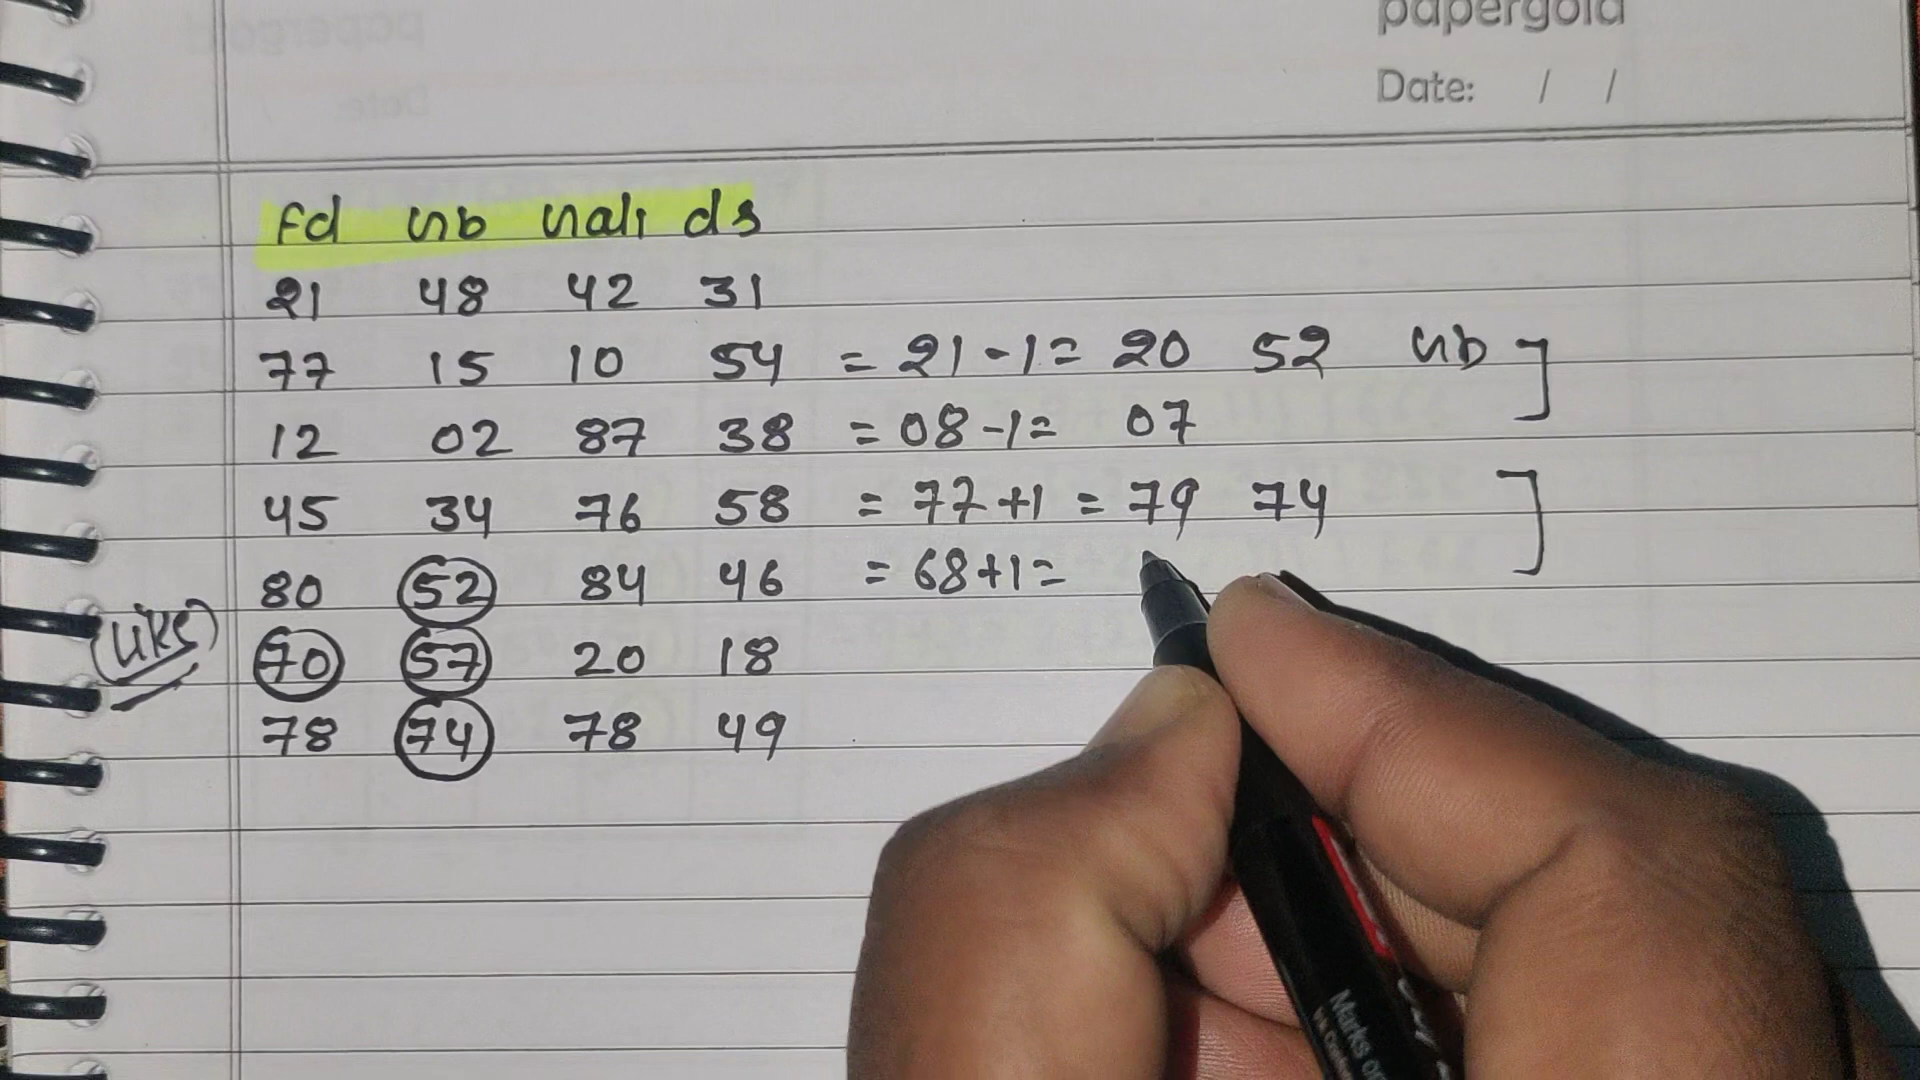 papergold
Date: / /
Fd gb gali ds
21 48 42 31
77 15 10 54 = 21 - 1 = 20 52 gb ]
12 02 87 38 = 08 - 1 = 07
45 34 76 58 = 77 + 1 = 79 74 ]
80 52 84 46 = 68 + 1 =
70 57 20 18
78 74 78 49